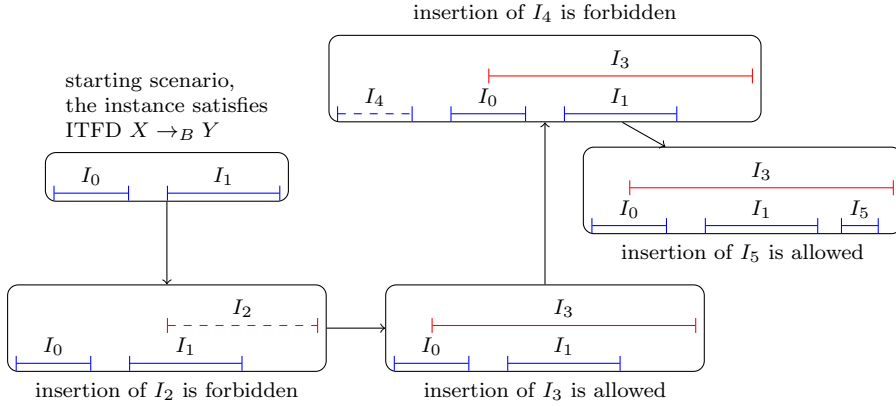 insertion of I₄ is forbidden
I₃
I₄ I₀ I₁
starting scenario,
the instance satisfies
ITFD X →_B Y
I₀ I₁
I₃
I₀ I₁ I₅
insertion of I₅ is allowed
I₂
I₀ I₁
insertion of I₂ is forbidden
I₃
I₀ I₁
insertion of I₃ is allowed